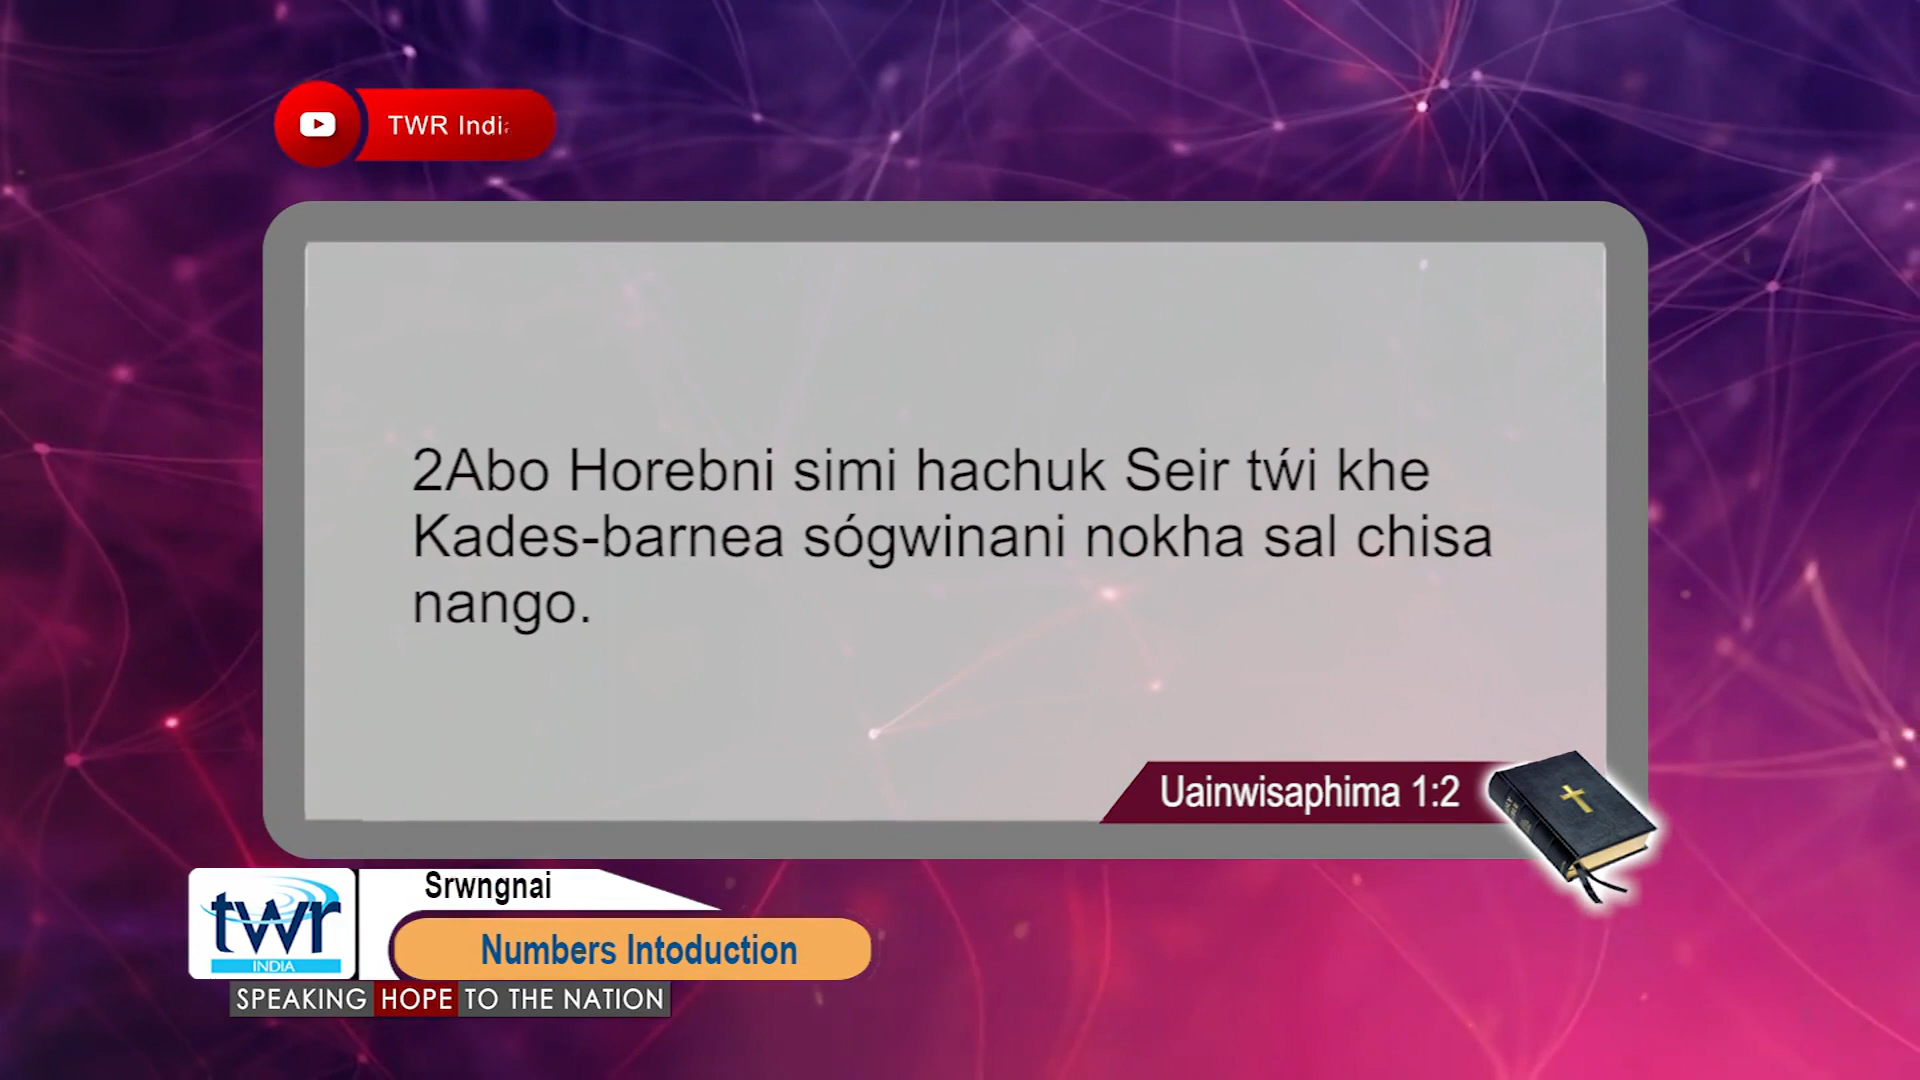 TWR Indi
2Abo Horebni simi hachuk Seir tẃi khe
Kades-barnea sógwinani nokha sal chisa
nango.
Uainwisaphima 1:2
Srwngnai
twr
INDIA
Numbers Intoduction
SPEAKING HOPE TO THE NATION